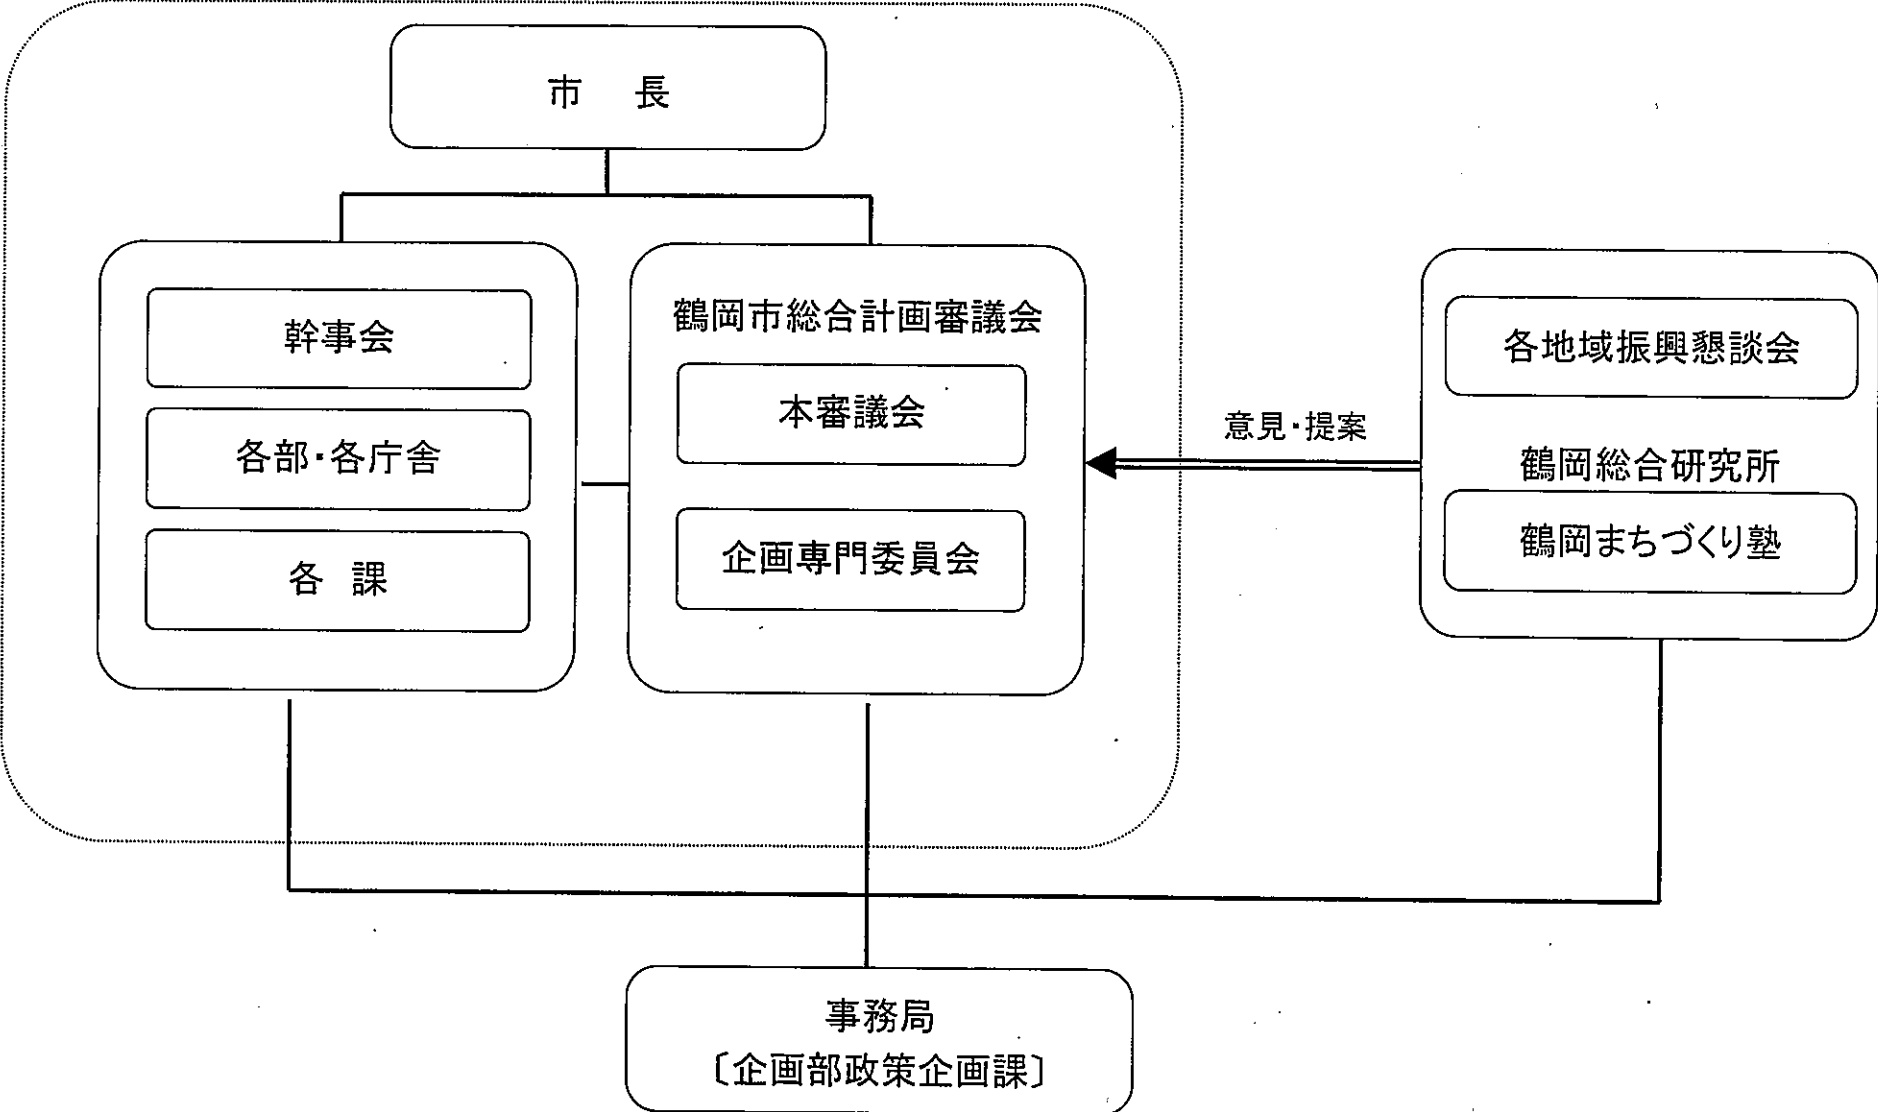 市 長
幹事会
各部・各庁舎
各 課
鶴岡市総合計画審議会
本審議会
企画専門委員会
意見・提案
各地域振興懇談会
鶴岡総合研究所
鶴岡まちづくり塾
事務局
〔企画部政策企画課〕